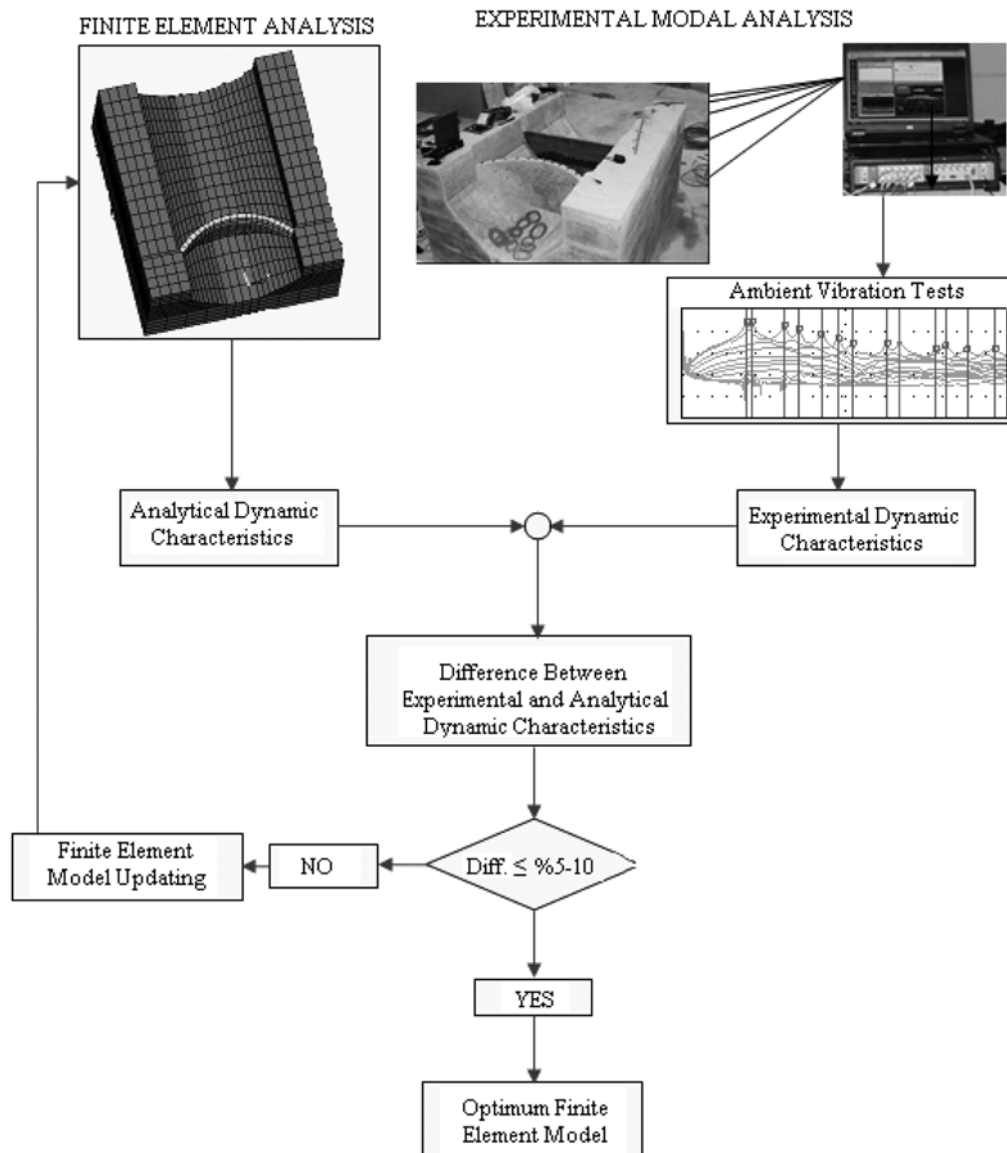 FINITE ELEMENT ANALYSIS
EXPERIMENTAL MODAL ANALYSIS
Ambient Vibration Tests
Analytical Dynamic
Characteristics
Experimental Dynamic
Characteristics
Difference Between
Experimental and Analytical
Dynamic Characteristics
Finite Element
Model Updating
NO
Diff. ≤ %5-10
YES
Optimum Finite
Element Model